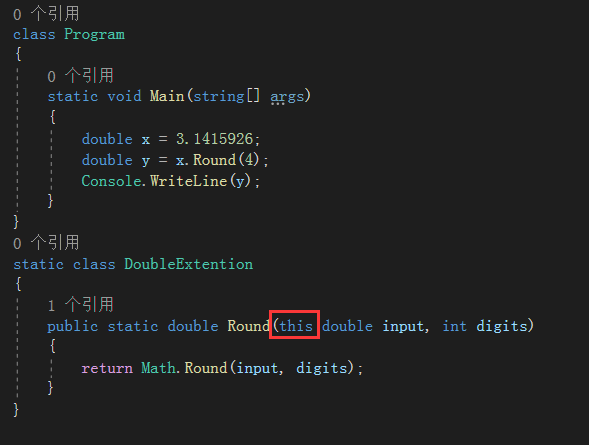 0 个引用
class Program
{
0 个引用
static void Main(string[] args)
{
double x = 3.1415926;
double y = x.Round(4);
Console.WriteLine(y);
}
}
0 个引用
static class DoubleExtention
{
1 个引用
public static double Round(this double input, int digits)
{
return Math.Round(input, digits);
}
}